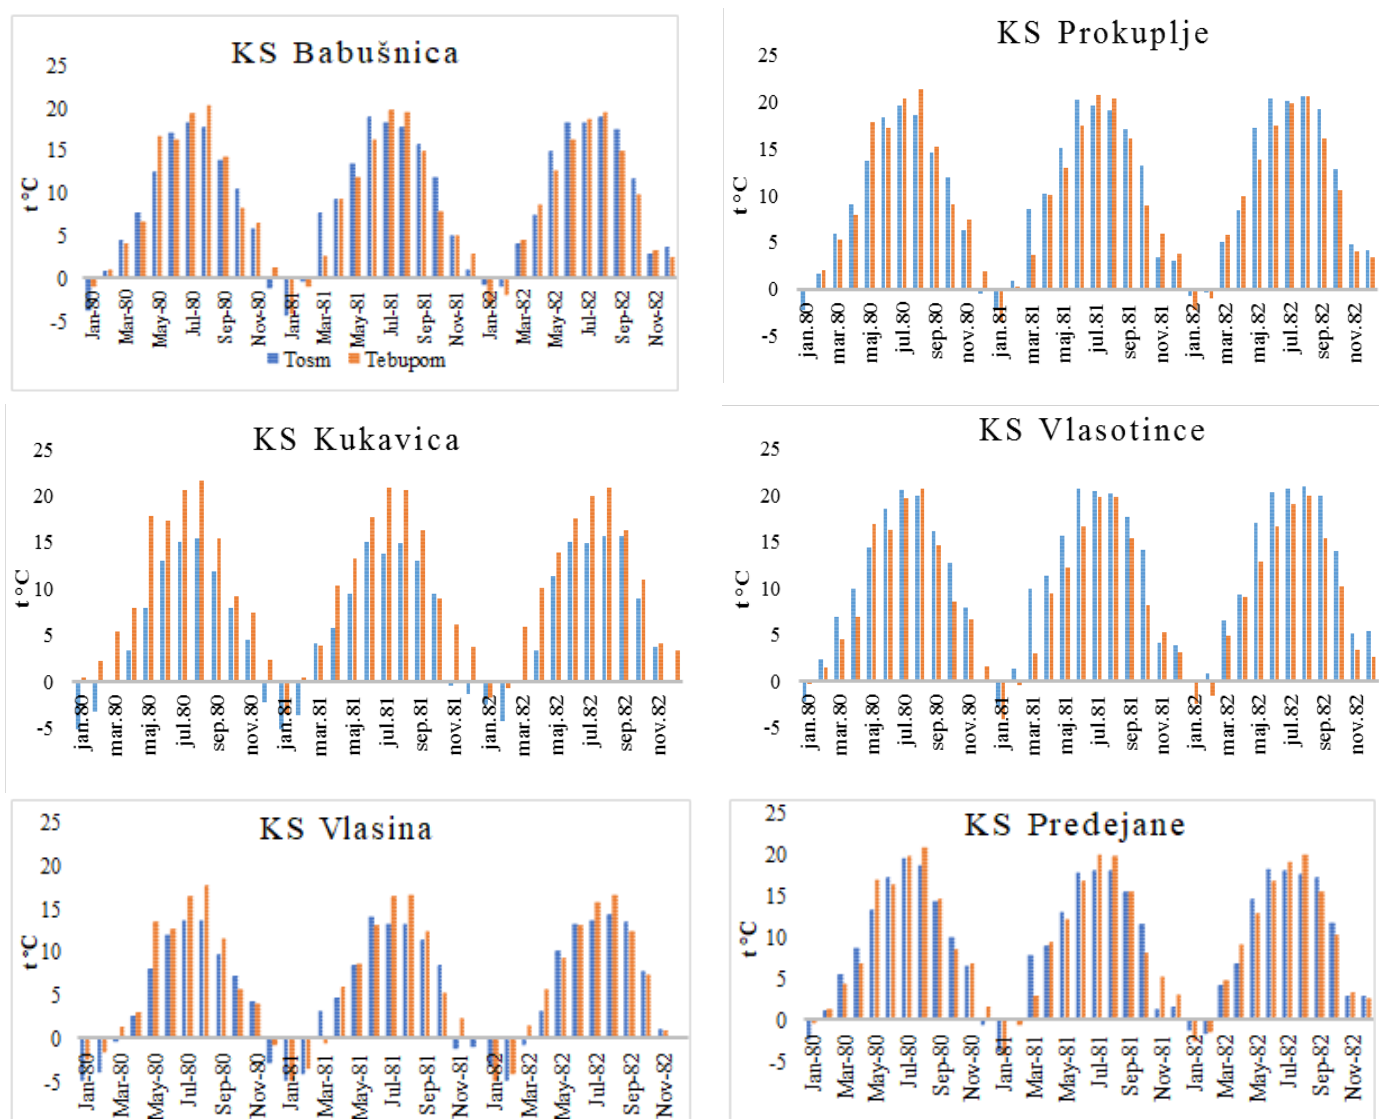 KS Babušnica
25
20
15
10
5
0
-5
t °C
Jan-80
Mar-80
May-80
Jul-80
Sep-80
Nov-80
Jan-81
Mar-81
May-81
Jul-81
Sep-81
Nov-81
Jan-82
Mar-82
May-82
Jul-82
Sep-82
Nov-82
Tosm Tebupom
KS Prokuplje
25
20
15
10
5
0
-5
t °C
jan.80
mar.80
maj.80
jul.80
sep.80
nov.80
jan.81
mar.81
maj.81
jul.81
sep.81
nov.81
jan.82
mar.82
maj.82
jul.82
sep.82
nov.82
KS Kukavica
25
20
15
10
5
0
-5
t °C
jan.80
mar.80
maj.80
jul.80
sep.80
nov.80
jan.81
mar.81
maj.81
jul.81
sep.81
nov.81
jan.82
mar.82
maj.82
jul.82
sep.82
nov.82
KS Vlasotince
25
20
15
10
5
0
-5
t °C
jan.80
mar.80
maj.80
jul.80
sep.80
nov.80
jan.81
mar.81
maj.81
jul.81
sep.81
nov.81
jan.82
mar.82
maj.82
jul.82
sep.82
nov.82
KS Vlasina
25
20
15
10
5
0
-5
t °C
Jan-80
Mar-80
May-80
Jul-80
Sep-80
Nov-80
Jan-81
Mar-81
May-81
Jul-81
Sep-81
Nov-81
Jan-82
Mar-82
May-82
Jul-82
Sep-82
Nov-82
KS Predejane
25
20
15
10
5
0
-5
t °C
Jan-80
Mar-80
May-80
Jul-80
Sep-80
Nov-80
Jan-81
Mar-81
May-81
Jul-81
Sep-81
Nov-81
Jan-82
Mar-82
May-82
Jul-82
Sep-82
Nov-82